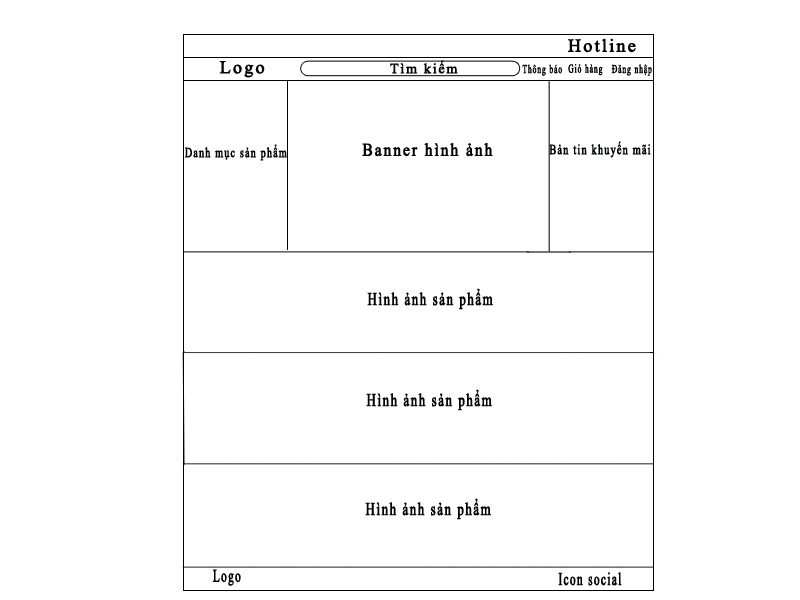 Hotline
Logo
Tìm kiếm
Thông báo
Giỏ hàng
Đăng nhập
Danh mục sản phẩm
Banner hình ảnh
Bản tin khuyến mãi
Hình ảnh sản phẩm
Hình ảnh sản phẩm
Hình ảnh sản phẩm
Logo
Icon social